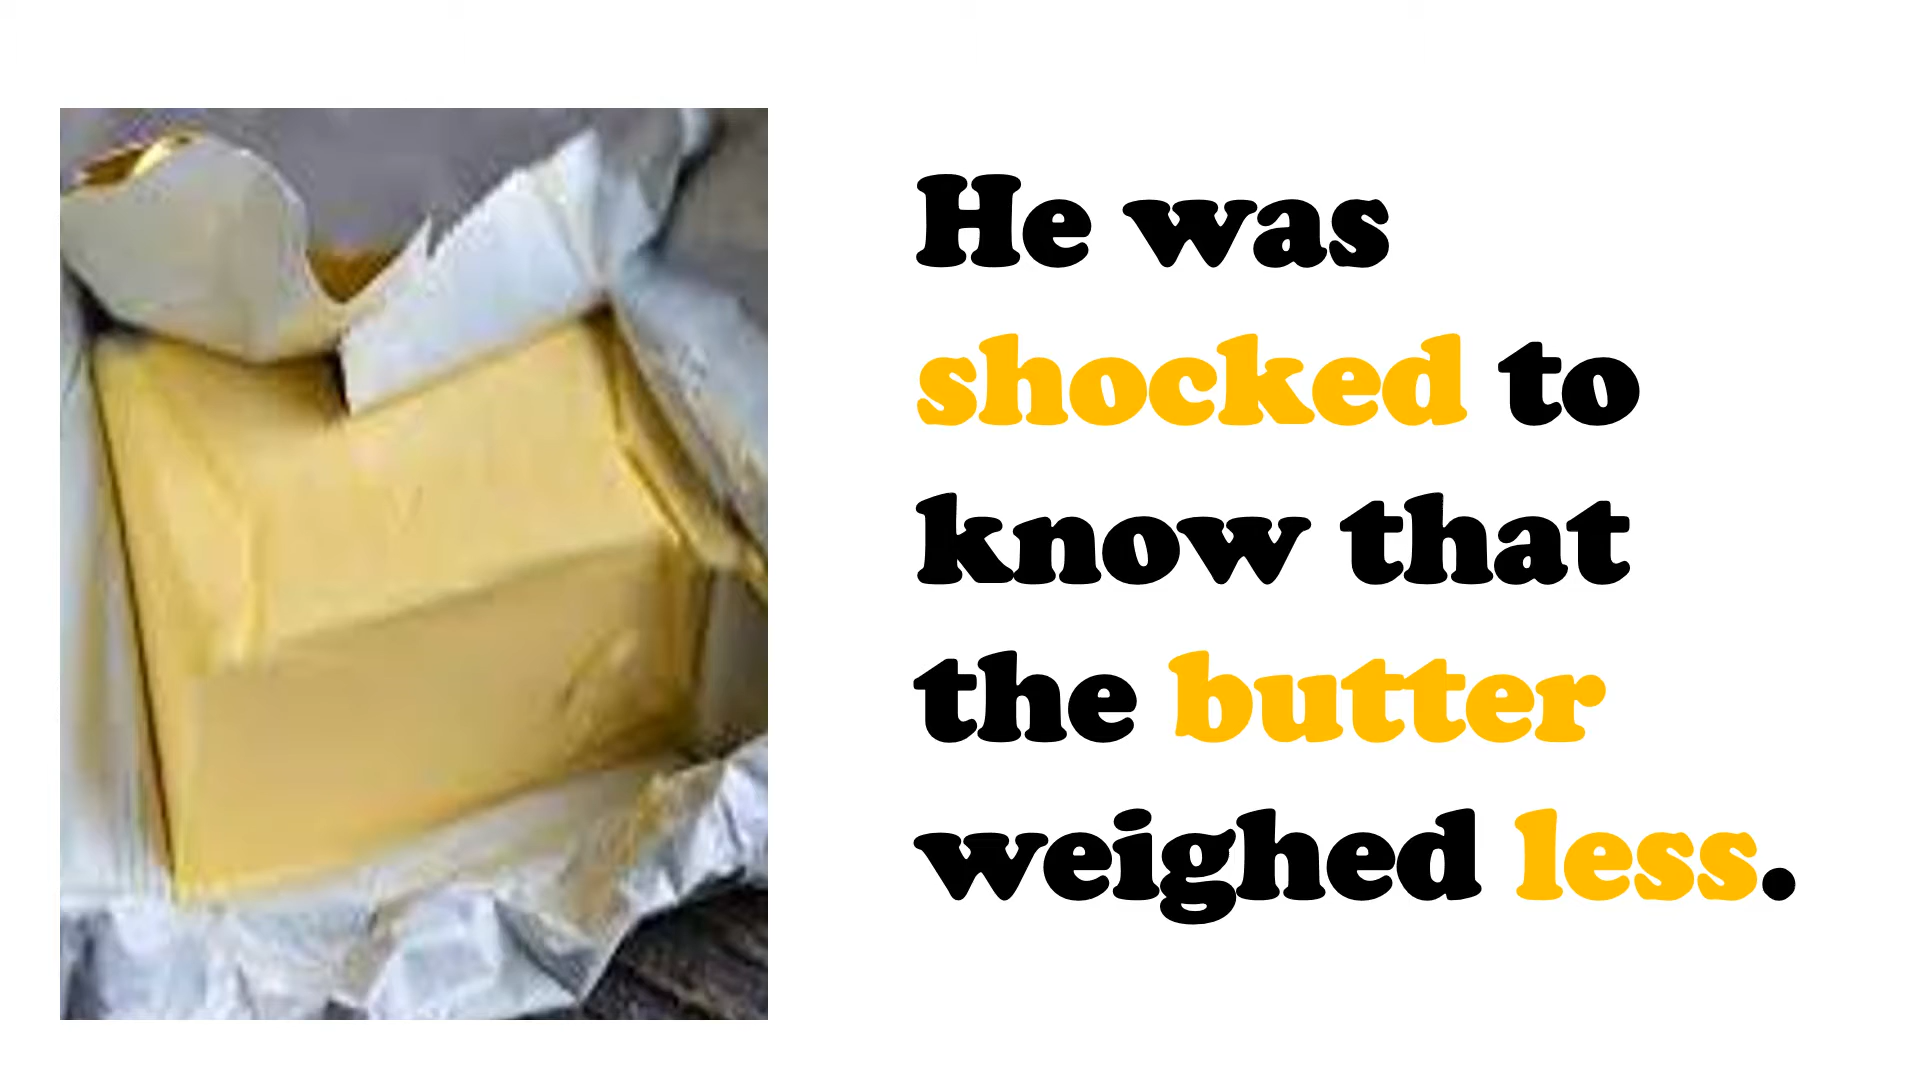 He was
shocked to
know that
the butter
weighed less.